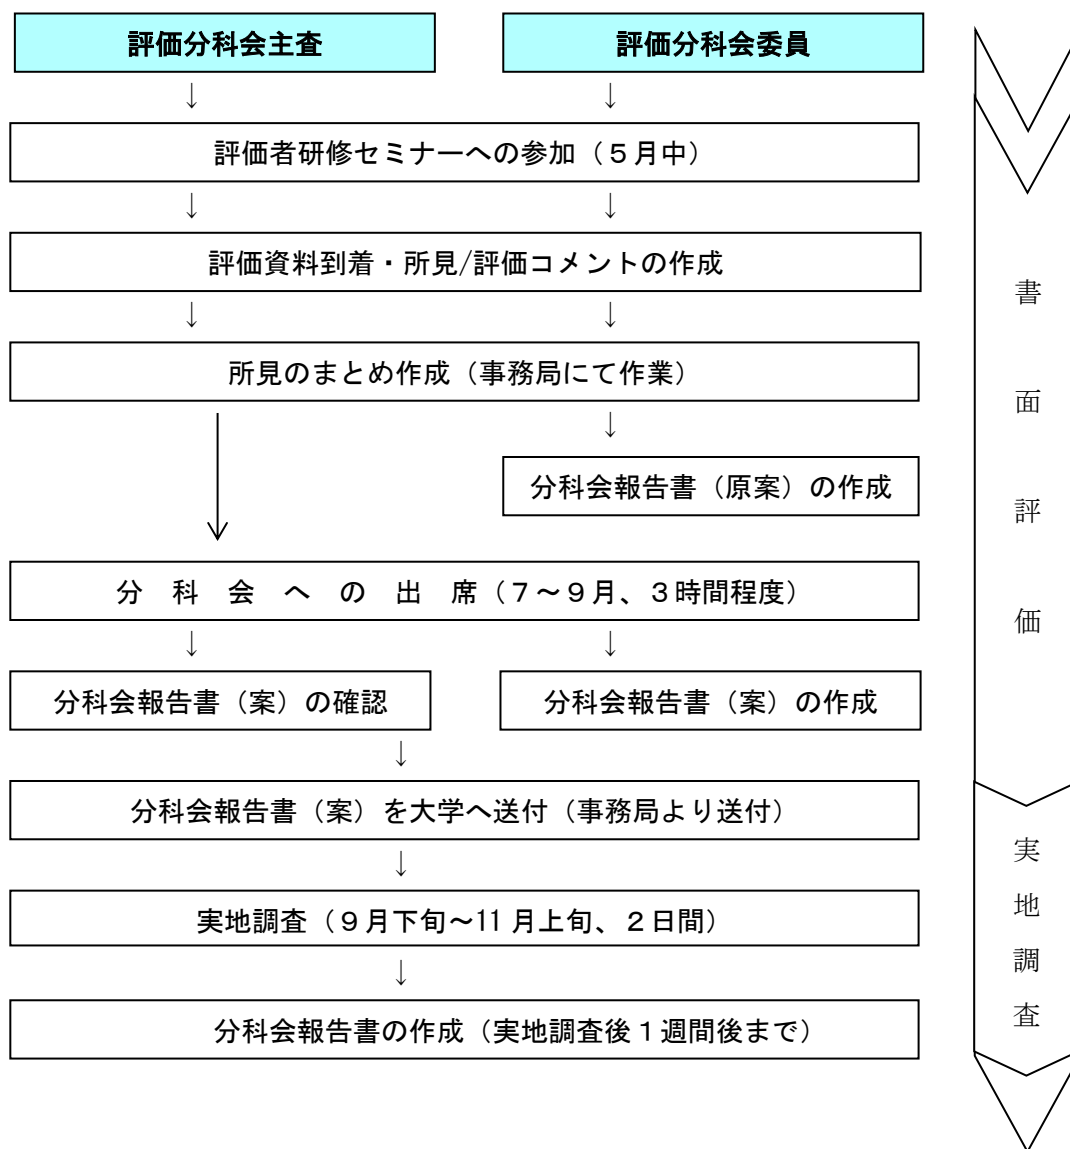 評価分科会主査
評価分科会委員
↓ ↓
評価者研修セミナーへの参加（５月中）
↓ ↓
評価資料到着・所見/評価コメントの作成
↓ ↓
所見のまとめ作成（事務局にて作業）
↓
分科会報告書（原案）の作成
分　科　会　へ　の　出　席（７～９月、３時間程度）
↓ ↓
分科会報告書（案）の確認
分科会報告書（案）の作成
↓
分科会報告書（案）を大学へ送付（事務局より送付）
↓
実地調査（９月下旬～11月上旬、２日間）
↓
分科会報告書の作成（実地調査後１週間後まで）
書面評価
実地調査